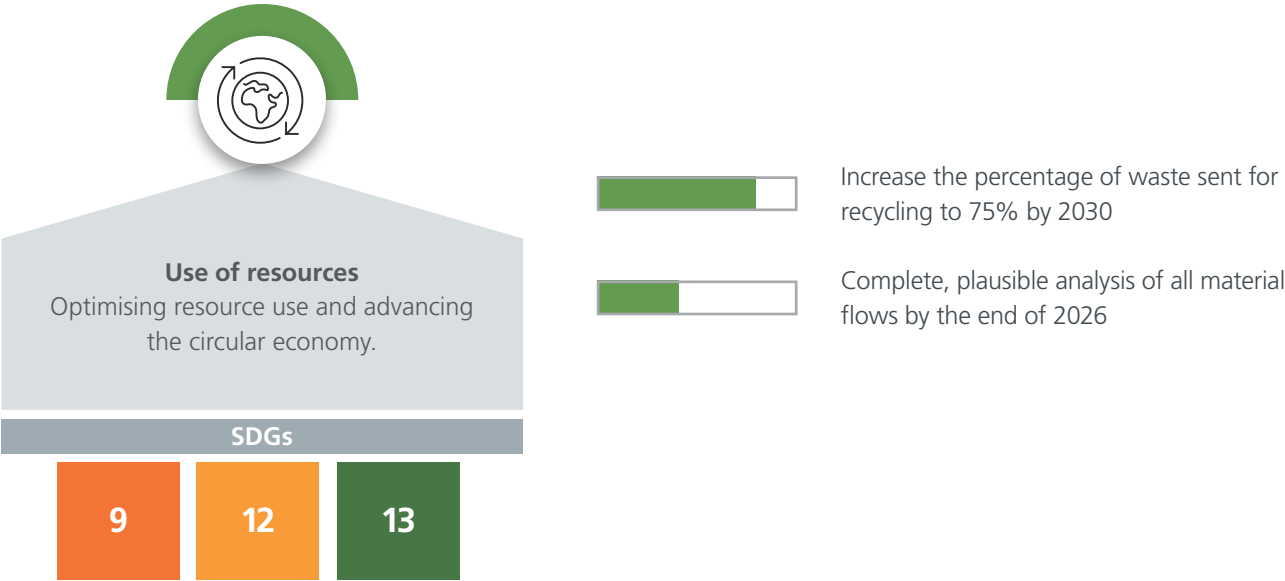 Use of resources
Optimising resource use and advancing
the circular economy.
SDGs
9
12
13
Increase the percentage of waste sent for
recycling to 75% by 2030
Complete, plausible analysis of all material
flows by the end of 2026